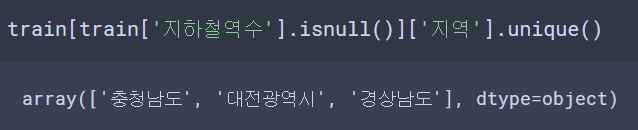 train[train['지하철역수'].isnull()]['지역'].unique()
array(['충청남도', '대전광역시', '경상남도'], dtype=object)